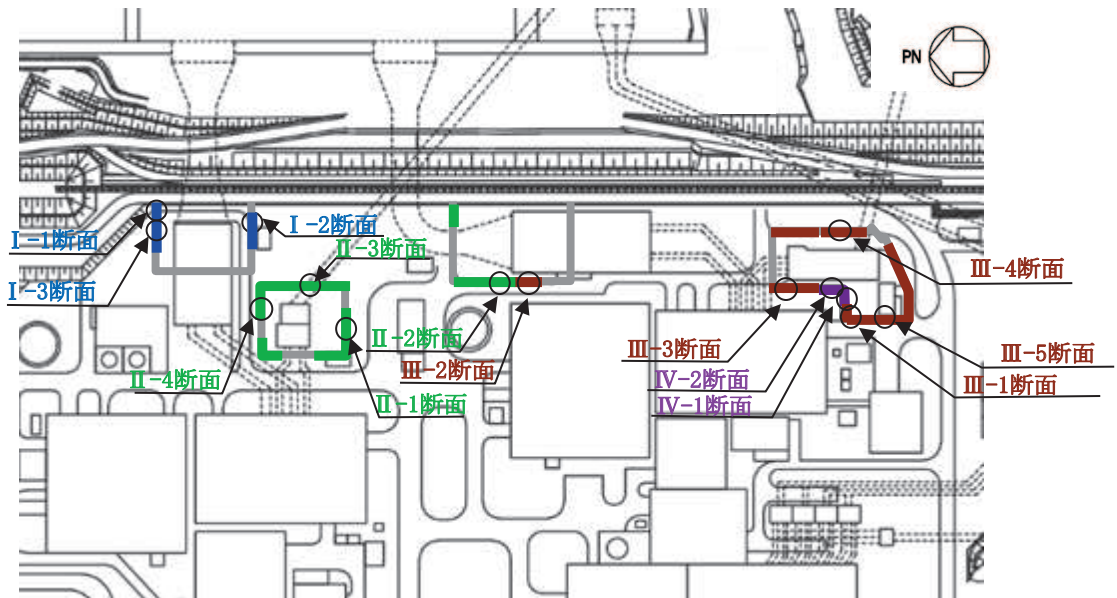 PN
Ⅰ-1断面
Ⅰ-2断面
Ⅱ-3断面
Ⅲ-4断面
Ⅰ-3断面
Ⅱ-2断面
Ⅲ-3断面
Ⅲ-5断面
Ⅲ-2断面
Ⅱ-4断面
Ⅳ-2断面
Ⅲ-1断面
Ⅱ-1断面
Ⅳ-1断面